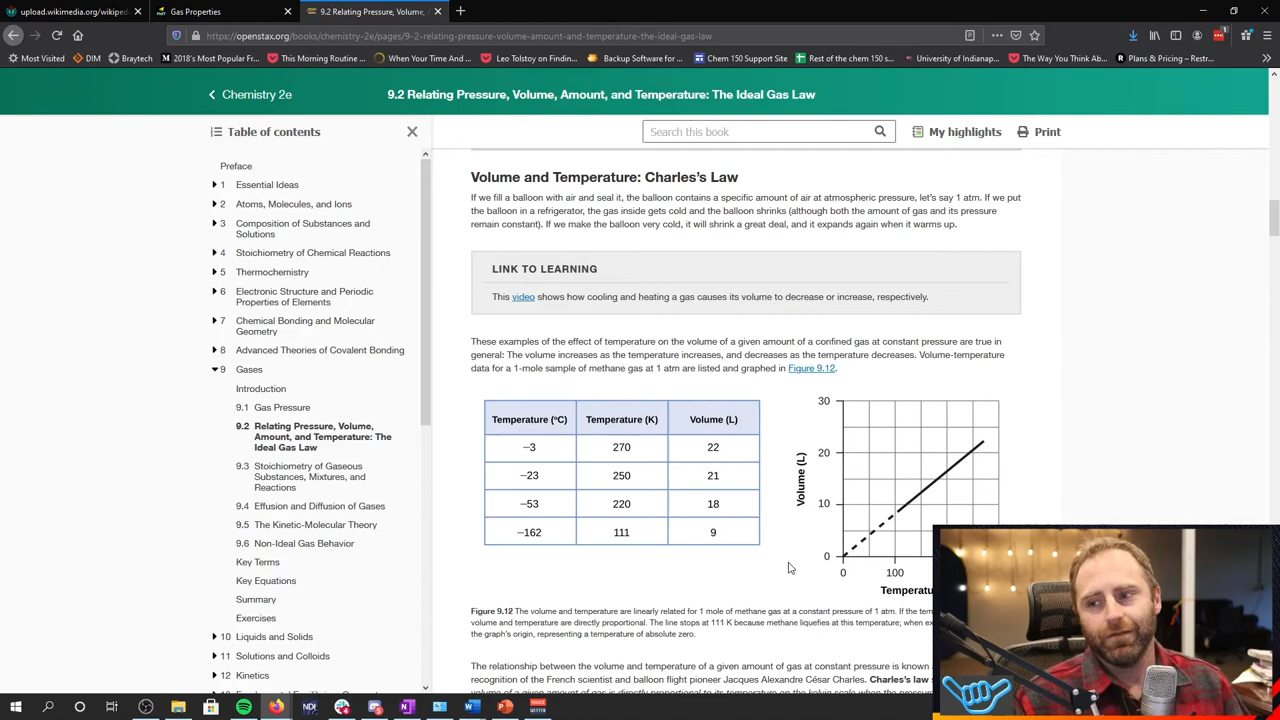 upload.wikimedia.org/wikiped
Gas Properties
9.2 Relating Pressure, Volume,
https://openstax.org/books/chemistry-2e/pages/9-2-relating-pressure-volume-amount-and-temperature-the-ideal-gas-law
Most Visited
DIM
Braytech
2018's Most Popular Fr...
This Morning Routine ...
When Your Time And ...
Leo Tolstoy on Findin...
Backup Software for ...
Chem 150 Support Site
Rest of the chem 150 s...
University of Indianap...
The Way You Think Ab...
Plans & Pricing – Restr...
Chemistry 2e
9.2 Relating Pressure, Volume, Amount, and Temperature: The Ideal Gas Law
Table of contents
Search this book
My highlights
Print
Preface
1 Essential Ideas
2 Atoms, Molecules, and Ions
3 Composition of Substances and
Solutions
4 Stoichiometry of Chemical Reactions
5 Thermochemistry
6 Electronic Structure and Periodic
Properties of Elements
7 Chemical Bonding and Molecular
Geometry
8 Advanced Theories of Covalent Bonding
9 Gases
Introduction
9.1 Gas Pressure
9.2 Relating Pressure, Volume,
Amount, and Temperature: The
Ideal Gas Law
9.3 Stoichiometry of Gaseous
Substances, Mixtures, and
Reactions
9.4 Effusion and Diffusion of Gases
9.5 The Kinetic-Molecular Theory
9.6 Non-Ideal Gas Behavior
Key Terms
Key Equations
Summary
Exercises
10 Liquids and Solids
11 Solutions and Colloids
12 Kinetics
Volume and Temperature: Charles's Law
If we fill a balloon with air and seal it, the balloon contains a specific amount of air at atmospheric pressure, let's say 1 atm. If we put
the balloon in a refrigerator, the gas inside gets cold and the balloon shrinks (although both the amount of gas and its pressure
remain constant). If we make the balloon very cold, it will shrink a great deal, and it expands again when it warms up.
LINK TO LEARNING
This video shows how cooling and heating a gas causes its volume to decrease or increase, respectively.
These examples of the effect of temperature on the volume of a given amount of a confined gas at constant pressure are true in
general: The volume increases as the temperature increases, and decreases as the temperature decreases. Volume-temperature
data for a 1-mole sample of methane gas at 1 atm are listed and graphed in Figure 9.12.
Temperature (°C) Temperature (K) Volume (L)
–3 270 22
–23 250 21
–53 220 18
–162 111 9
30
20
10
0
Volume (L)
0 100
Temperatu
Figure 9.12 The volume and temperature are linearly related for 1 mole of methane gas at a constant pressure of 1 atm. If the tem
volume and temperature are directly proportional. The line stops at 111 K because methane liquefies at this temperature; when ex
the graph's origin, representing a temperature of absolute zero.
The relationship between the volume and temperature of a given amount of gas at constant pressure is known a
recognition of the French scientist and balloon flight pioneer Jacques Alexandre César Charles. Charles's law s
volume of a given amount of gas is directly proportional to its temperature on the kelvin scale when the pressure